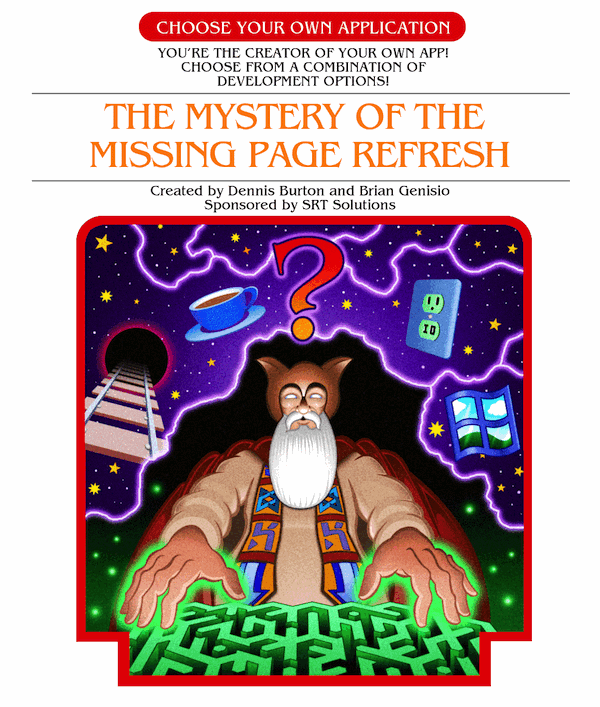 CHOOSE YOUR OWN APPLICATION
YOU'RE THE CREATOR OF YOUR OWN APP!
CHOOSE FROM A COMBINATION OF
DEVELOPMENT OPTIONS!
THE MYSTERY OF THE
MISSING PAGE REFRESH
Created by Dennis Burton and Brian Genisio
Sponsored by SRT Solutions
?